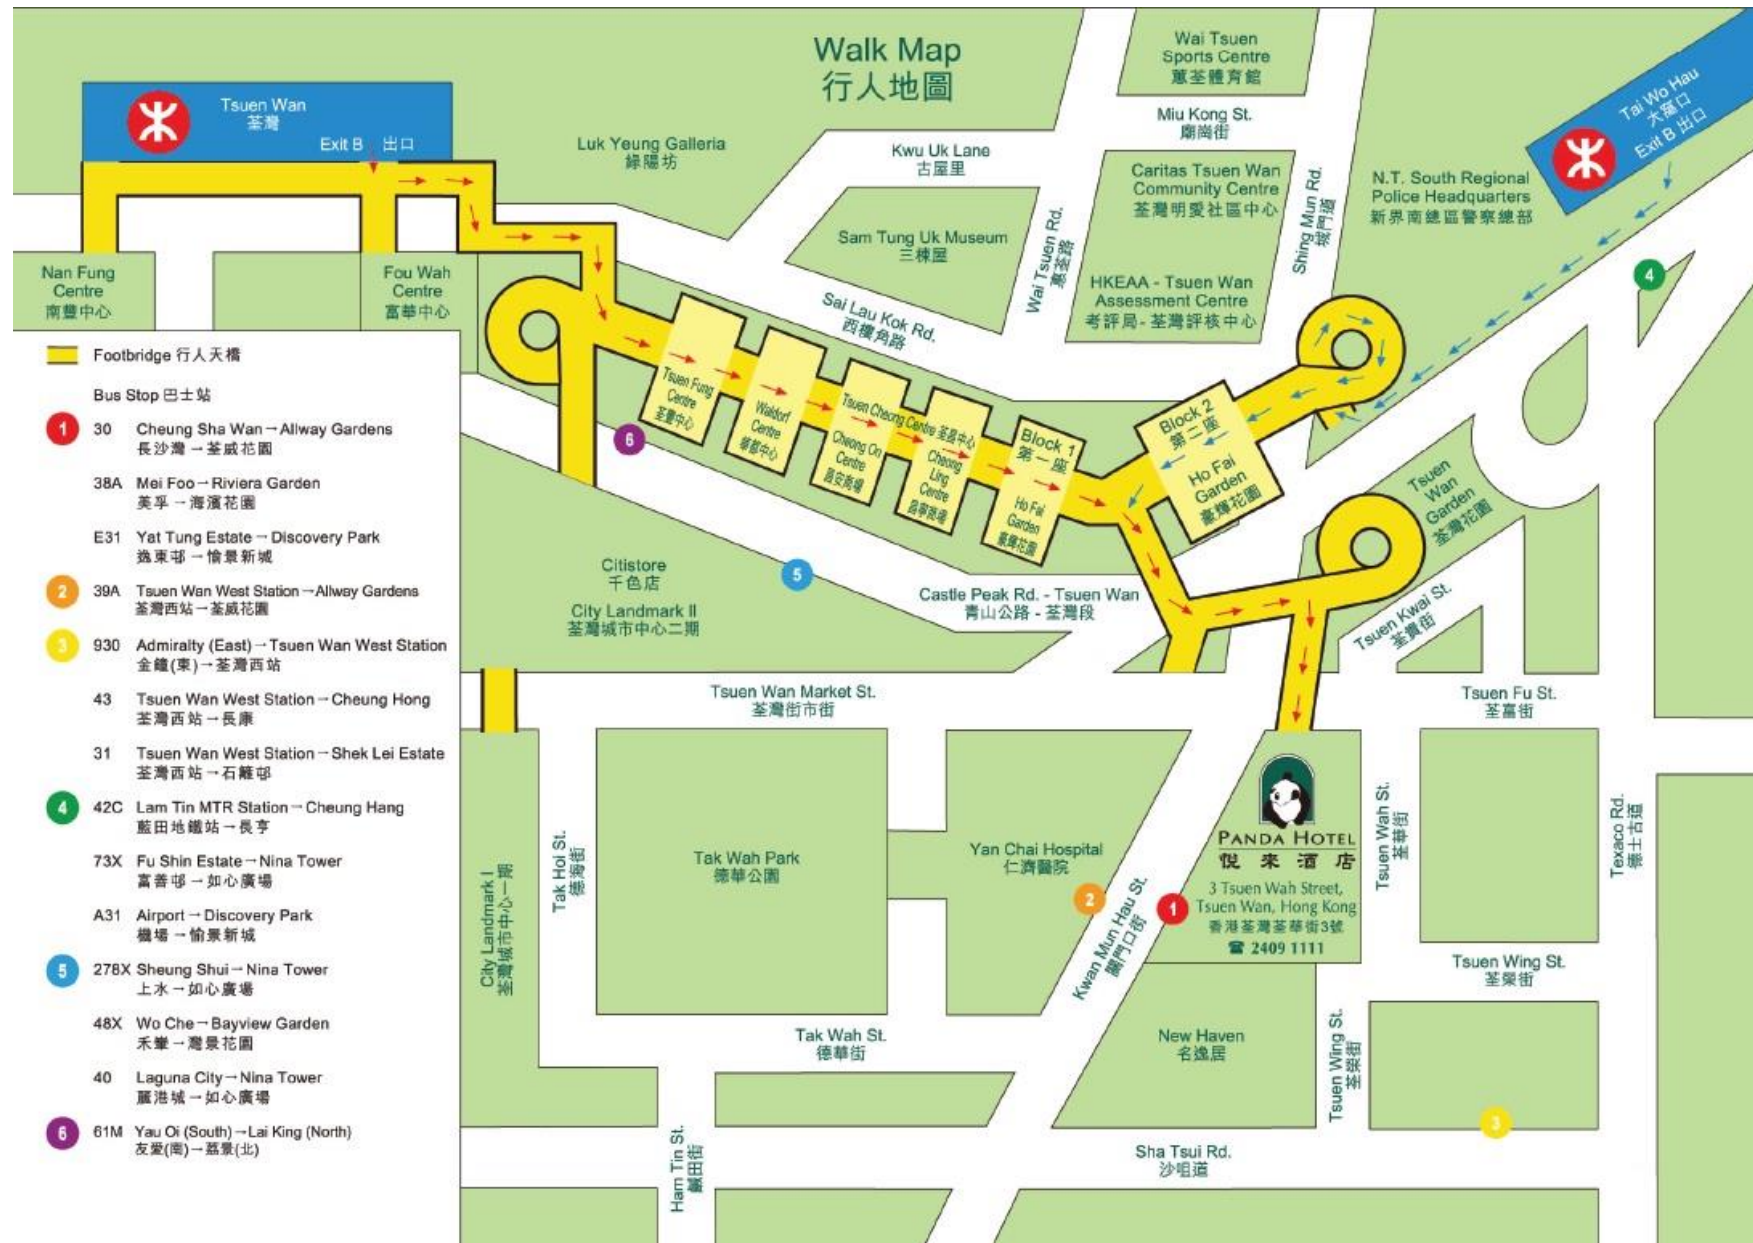 Walk Map
行人地圖
Tsuen Wan
荃灣
Exit B 出口
Luk Yeung Galleria
綠陽坊
Kwu Uk Lane
古屋里
Sam Tung Uk Museum
三棟屋
Sai Lau Kok Rd.
西樓角路
Wai Tsuen Rd.
惠荃路
Wai Tsuen
Sports Centre
蕙荃體育館
Miu Kong St.
廟崗街
Caritas Tsuen Wan
Community Centre
荃灣明愛社區中心
HKEAA - Tsuen Wan
Assessment Centre
考評局-荃灣評核中心
Shing Mun Rd.
城門道
N.T. South Regional
Police Headquarters
新界南總區警察總部
Tai Wo Hau
大窩口
Exit B 出口
4
Nan Fung
Centre
南豐中心
Fou Wah
Centre
富華中心
Footbridge 行人天橋
Bus Stop 巴士站
1 30 Cheung Sha Wan→Allway Gardens
長沙灣→荃威花園
38A Mei Foo→Riviera Garden
美孚→海濱花園
E31 Yat Tung Estate→Discovery Park
逸東邨→愉景新城
2 39A Tsuen Wan West Station→Allway Gardens
荃灣西站→荃威花園
3 930 Admiralty (East)→Tsuen Wan West Station
金鐘(東)→荃灣西站
43 Tsuen Wan West Station→Cheung Hong
荃灣西站→長康
31 Tsuen Wan West Station→Shek Lei Estate
荃灣西站→石籬邨
4 42C Lam Tin MTR Station→Cheung Hang
藍田地鐵站→長亨
73X Fu Shin Estate→Nina Tower
富善邨→如心廣場
A31 Airport→Discovery Park
機場→愉景新城
5 278X Sheung Shui→Nina Tower
上水→如心廣場
48X Wo Che→Bayview Garden
禾輋→灣景花園
40 Laguna City→Nina Tower
麗港城→如心廣場
6 61M Yau Oi (South)→Lai King (North)
友愛(南)→荔景(北)
Tsuen Fung
Centre
荃豐中心
Waldorf
Centre
華都中心
Tsuen Cheong Centre 荃昌中心
Cheong On
Centre
昌安商場
Cheong
Ling
Centre
昌寧商場
Block 1
第一座
Ho Fai
Garden
豪輝花園
Block 2
第二座
Ho Fai
Garden
豪輝花園
6
5
Citistore
千色店
City Landmark II
荃灣城市中心二期
Castle Peak Rd. - Tsuen Wan
青山公路 - 荃灣段
Tsuen
Wan
Garden
荃灣花園
Tsuen Kwai St.
荃貴街
Tsuen Wan Market St.
荃灣街市街
Tsuen Fu St.
荃富街
City Landmark I
荃灣城市中心一期
Tak Hoi St.
德海街
Tak Wah Park
德華公園
Yan Chai Hospital
仁濟醫院
2
1
Kwan Mun Hau St.
關門口街
PANDA HOTEL
悅來酒店
3 Tsuen Wah Street,
Tsuen Wan, Hong Kong
香港荃灣荃華街3號
☎ 2409 1111
Tsuen Wah St.
荃華街
Texaco Rd.
德士古道
Tsuen Wing St.
荃榮街
Tak Wah St.
德華街
New Haven
名逸居
Tsuen Wing St.
荃榮街
3
Ham Tin St.
鹹田街
Sha Tsui Rd.
沙咀道